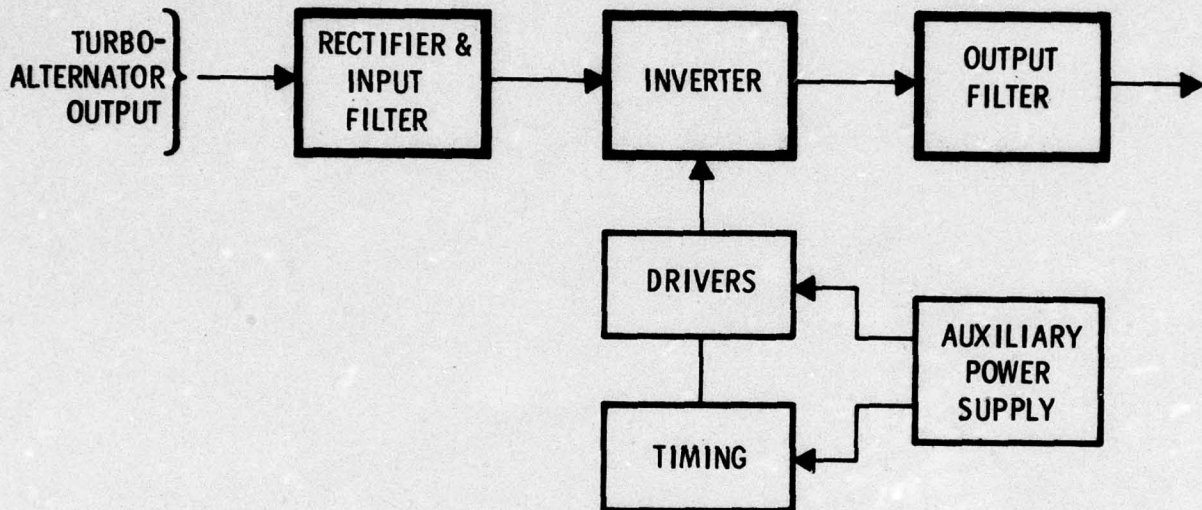 TURBO-
ALTERNATOR
OUTPUT
RECTIFIER &
INPUT
FILTER
INVERTER
OUTPUT
FILTER
DRIVERS
AUXILIARY
POWER
SUPPLY
TIMING